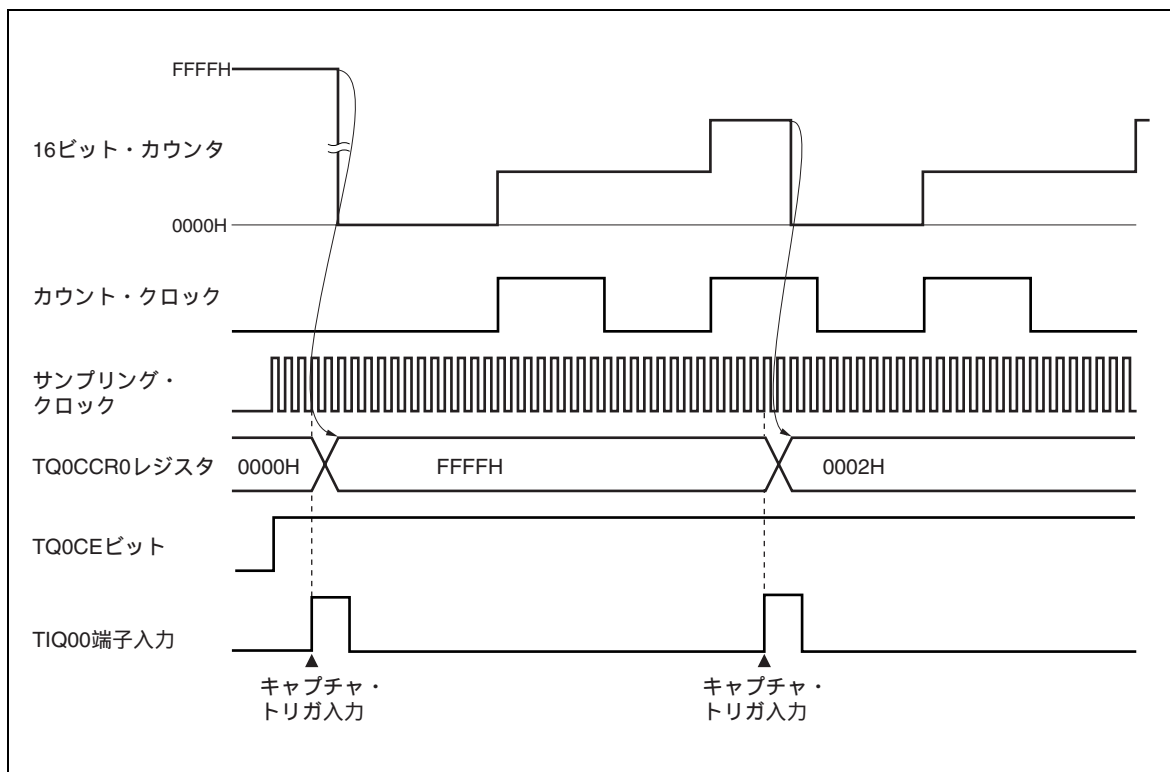 FFFFH
16ビット・カウンタ
0000H
カウント・クロック
サンプリング・
クロック
TQ0CCR0レジスタ
0000H
FFFFH
0002H
TQ0CEビット
TIQ00端子入力
キャプチャ・
トリガ入力
キャプチャ・
トリガ入力